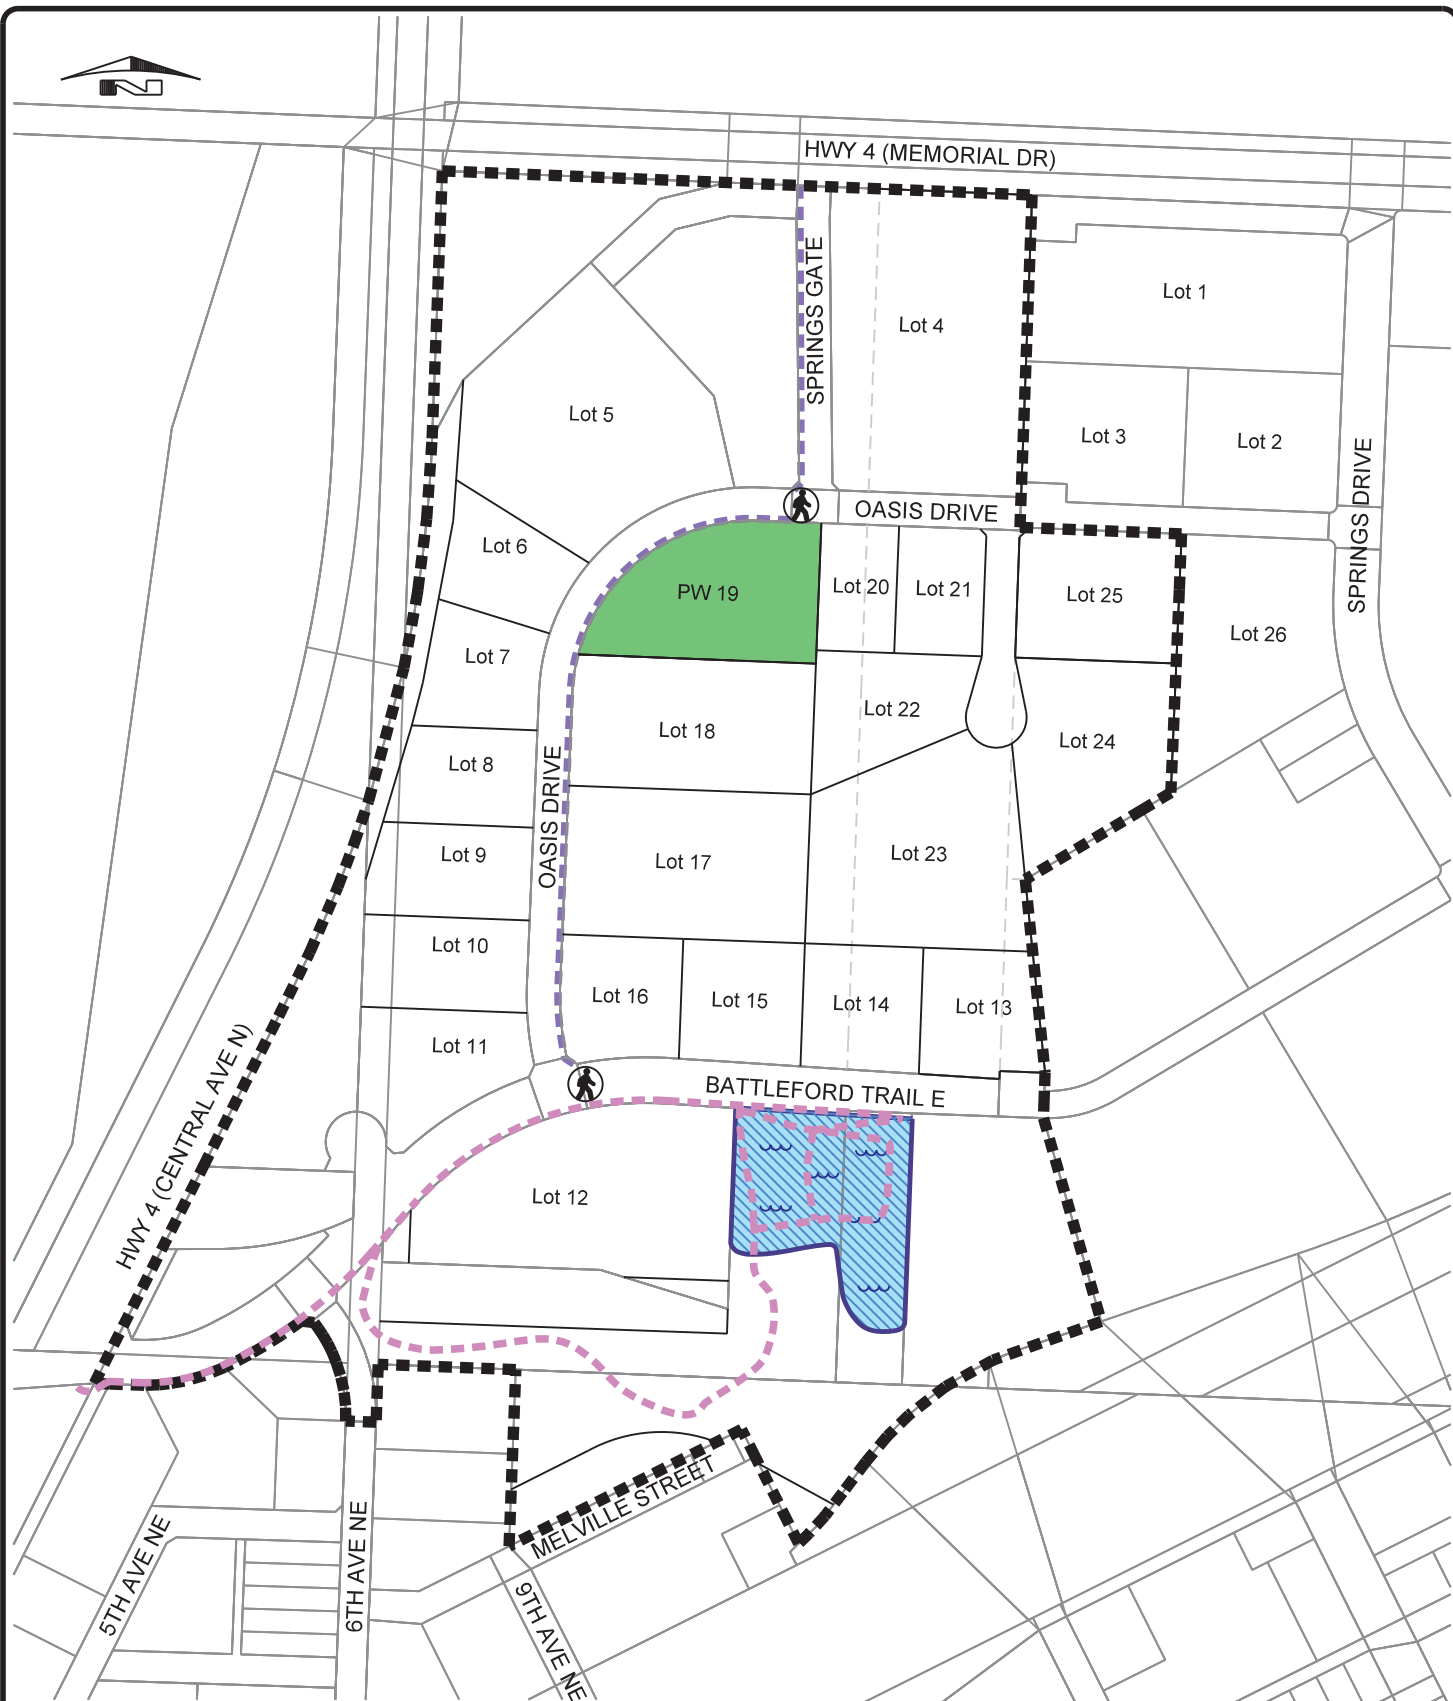 N
HWY 4 (MEMORIAL DR)
SPRINGS GATE
Lot 1
Lot 4
Lot 5
Lot 3
Lot 2
SPRINGS DRIVE
OASIS DRIVE
Lot 6
PW 19
Lot 20
Lot 21
Lot 25
Lot 26
Lot 7
Lot 18
Lot 22
Lot 24
Lot 8
OASIS DRIVE
Lot 9
Lot 17
Lot 23
Lot 10
Lot 16
Lot 15
Lot 14
Lot 13
Lot 11
BATTLEFORD TRAIL E
HWY 4 (CENTRAL AVE N)
Lot 12
MELVILLE STREET
5TH AVE NE
6TH AVE NE
9TH AVE NE